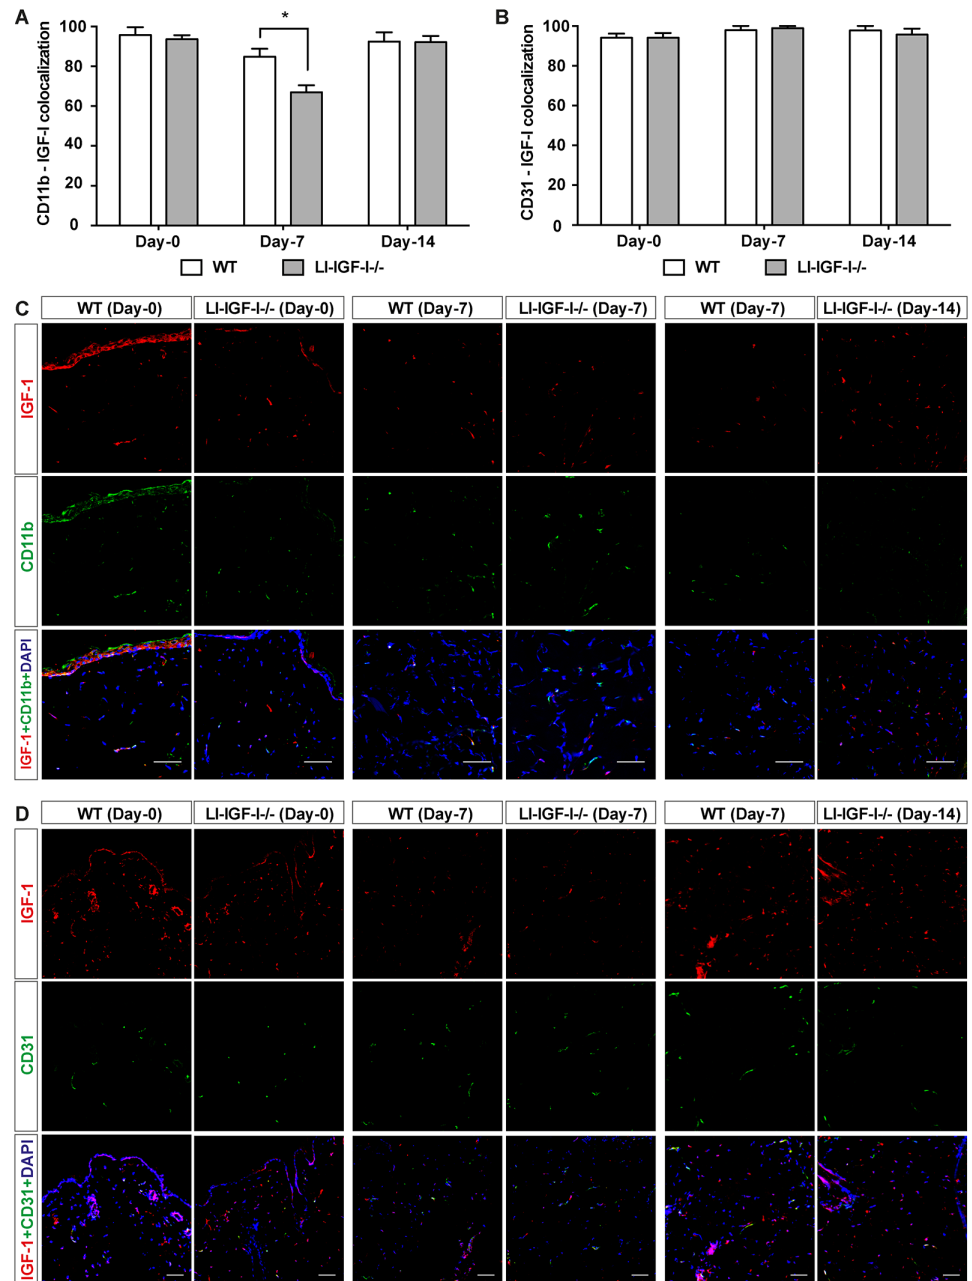 A
CD11b - IGF-I colocalization
100
80
60
40
20
0
*
Day-0
Day-7
Day-14
WT
LI-IGF-I-/-
B
CD31 - IGF-I colocalization
100
80
60
40
20
0
Day-0
Day-7
Day-14
WT
LI-IGF-I-/-
C
WT (Day-0)
LI-IGF-I-/- (Day-0)
WT (Day-7)
LI-IGF-I-/- (Day-7)
WT (Day-7)
LI-IGF-I-/- (Day-14)
IGF-1
CD11b
IGF-1+CD11b+DAPI
D
WT (Day-0)
LI-IGF-I-/- (Day-0)
WT (Day-7)
LI-IGF-I-/- (Day-7)
WT (Day-7)
LI-IGF-I-/- (Day-14)
IGF-1
CD31
IGF-1+CD31+DAPI